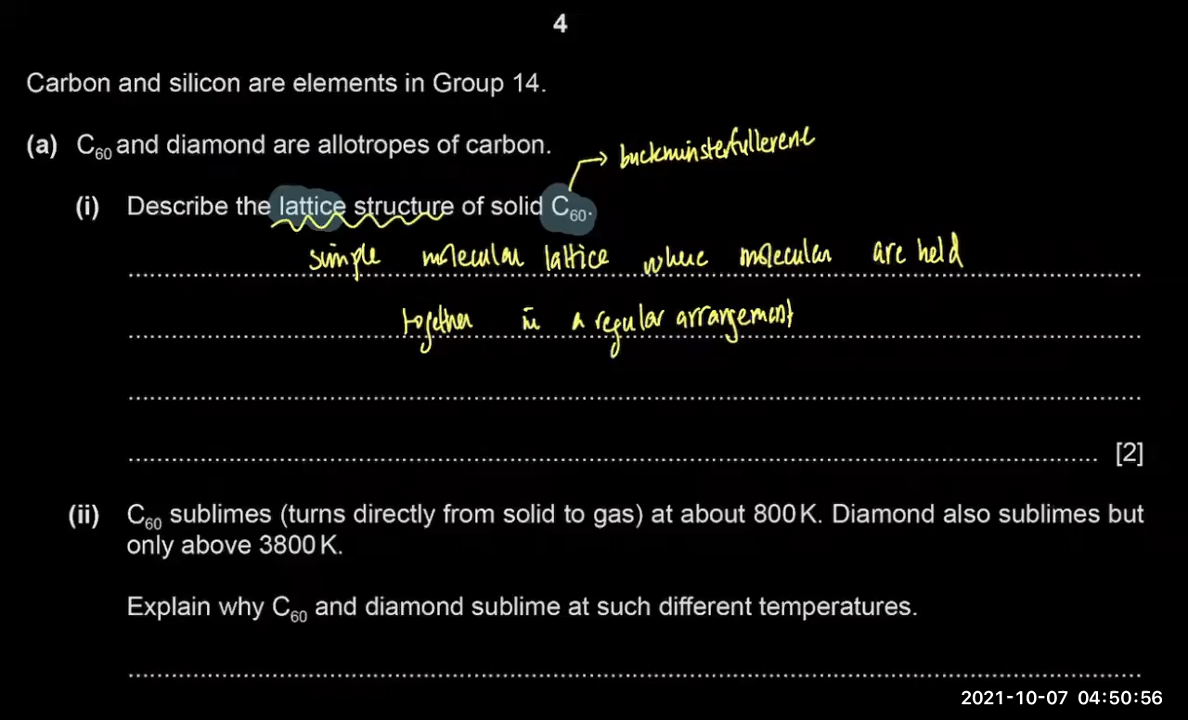 4
Carbon and silicon are elements in Group 14.
(a) C₆₀ and diamond are allotropes of carbon.
buckminsterfullerene
(i) Describe the lattice structure of solid C₆₀.
simple molecular lattice where molecular are held
together in a regular arrangement
[2]
(ii) C₆₀ sublimes (turns directly from solid to gas) at about 800 K. Diamond also sublimes but
only above 3800 K.
Explain why C₆₀ and diamond sublime at such different temperatures.
2021-10-07 04:50:56